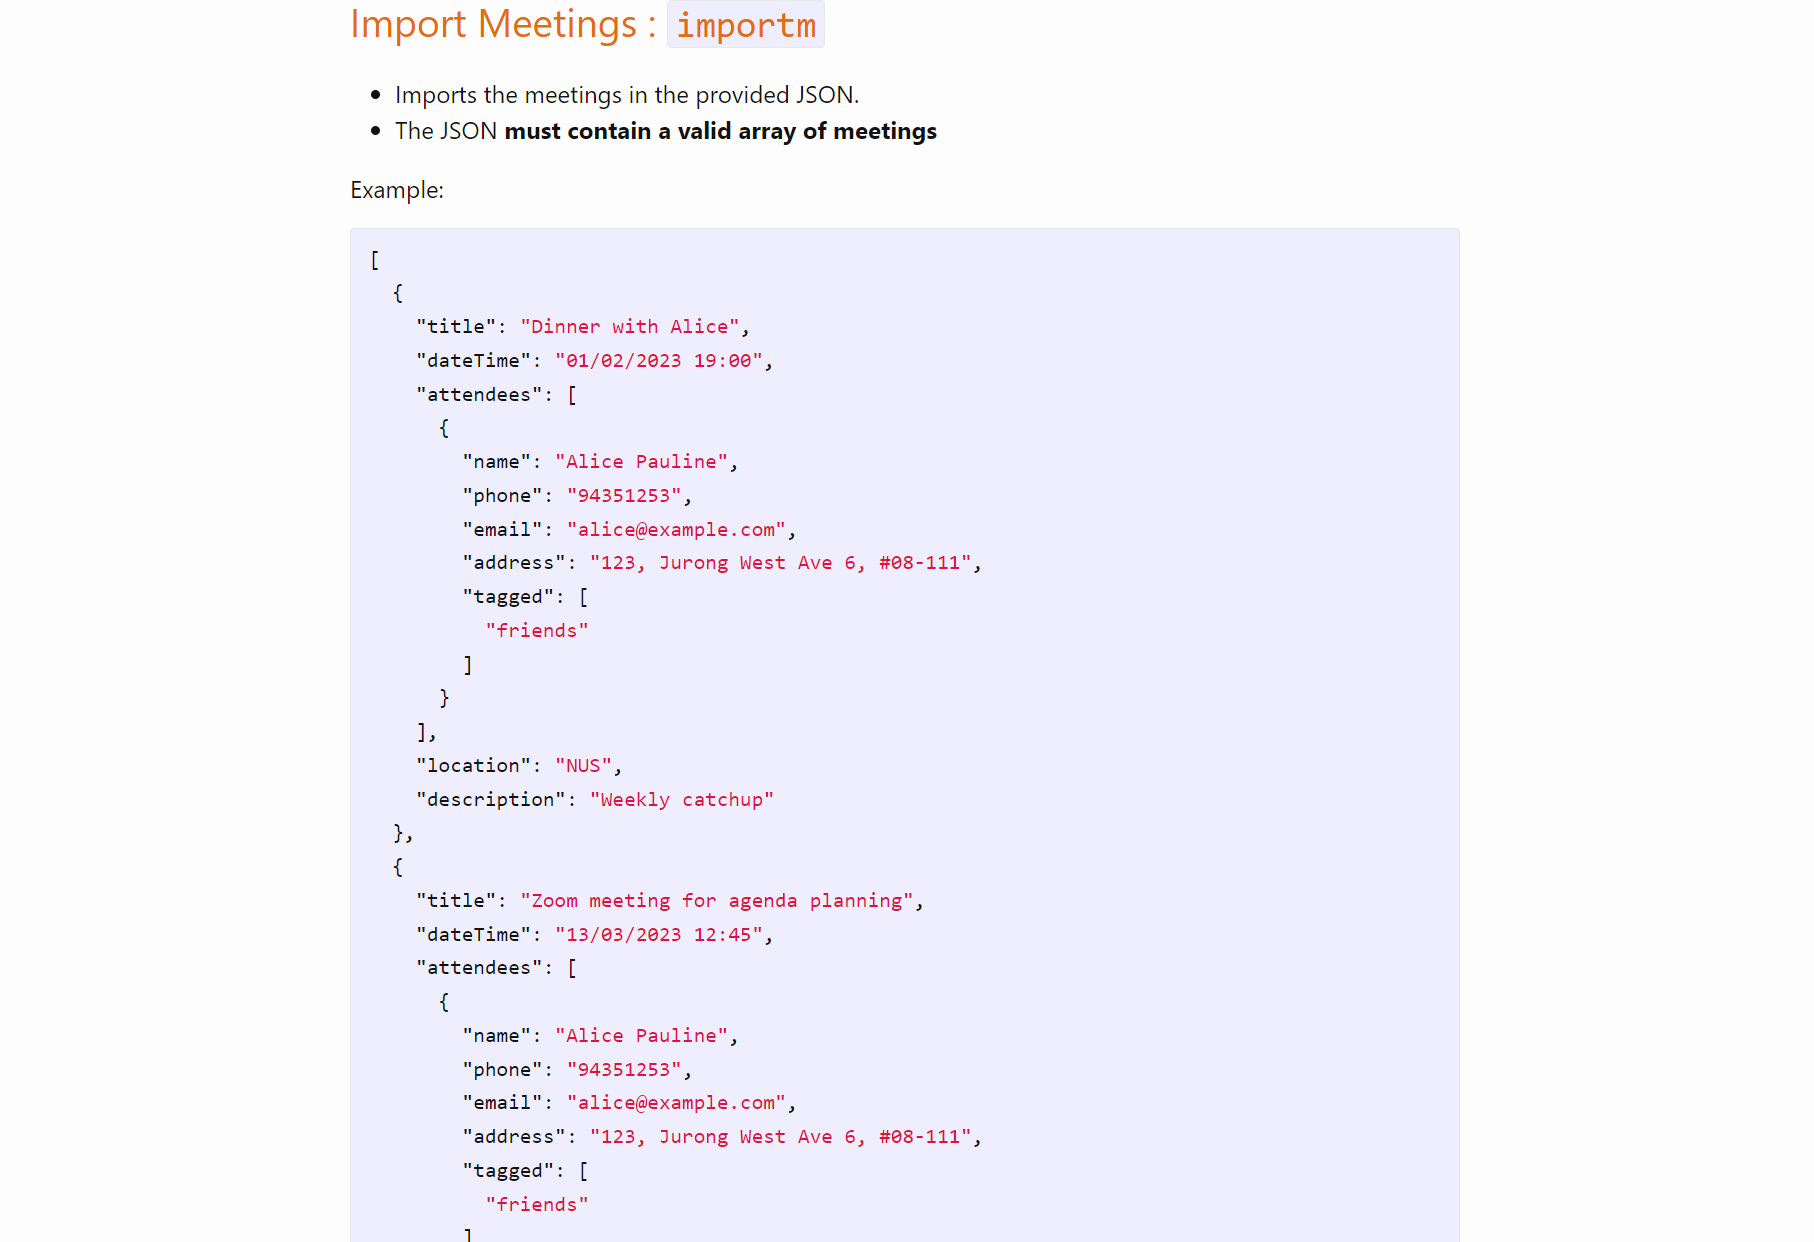 Import Meetings : importm
Imports the meetings in the provided JSON.
The JSON must contain a valid array of meetings
Example:
[
  {
    "title": "Dinner with Alice",
    "dateTime": "01/02/2023 19:00",
    "attendees": [
      {
        "name": "Alice Pauline",
        "phone": "94351253",
        "email": "alice@example.com",
        "address": "123, Jurong West Ave 6, #08-111",
        "tagged": [
          "friends"
        ]
      }
    ],
    "location": "NUS",
    "description": "Weekly catchup"
  },
  {
    "title": "Zoom meeting for agenda planning",
    "dateTime": "13/03/2023 12:45",
    "attendees": [
      {
        "name": "Alice Pauline",
        "phone": "94351253",
        "email": "alice@example.com",
        "address": "123, Jurong West Ave 6, #08-111",
        "tagged": [
          "friends"
        ]